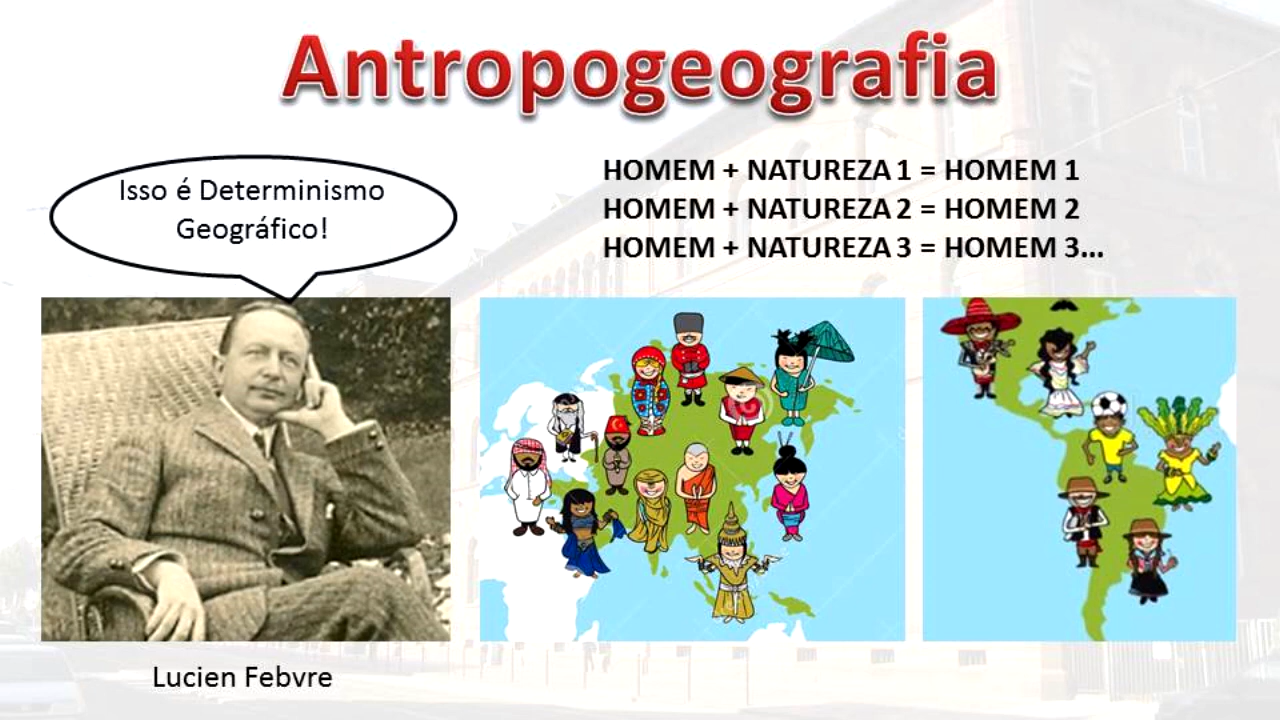 Antropogeografia
Isso é Determinismo
Geográfico!
HOMEM + NATUREZA 1 = HOMEM 1
HOMEM + NATUREZA 2 = HOMEM 2
HOMEM + NATUREZA 3 = HOMEM 3...
Lucien Febvre